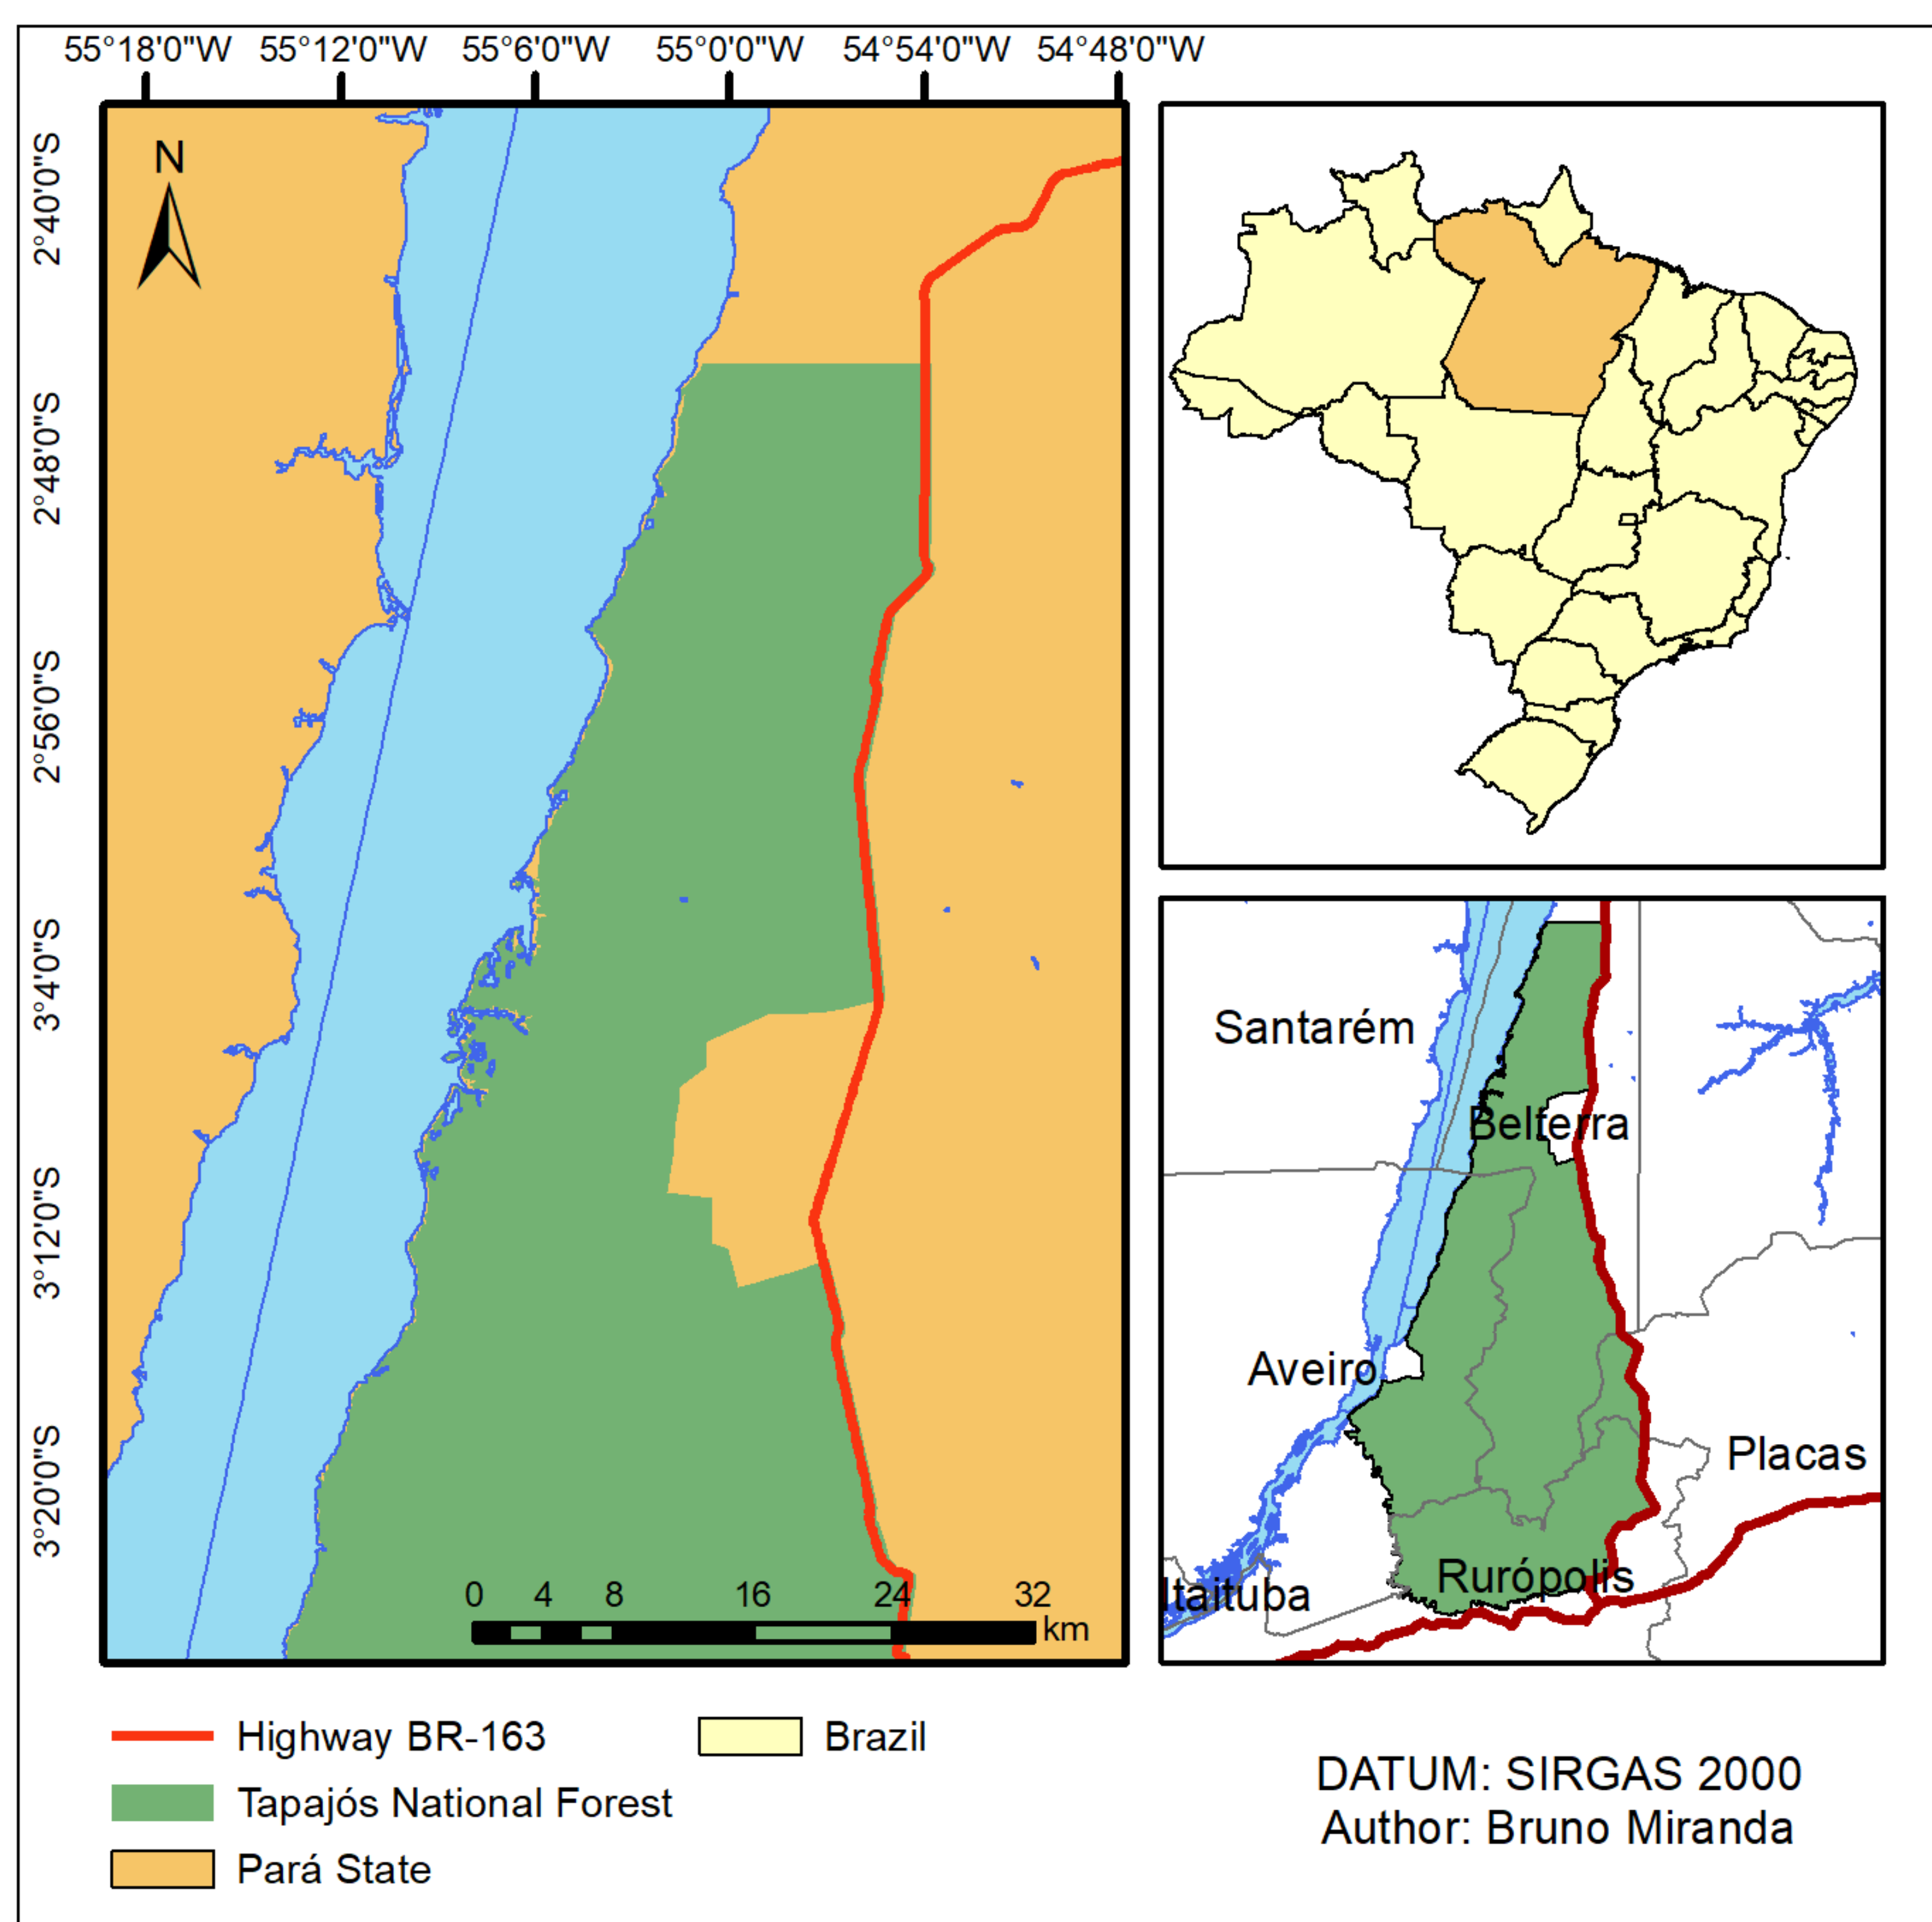 55°18'0"W 55°12'0"W 55°6'0"W 55°0'0"W 54°54'0"W 54°48'0"W
2°40'0"S
2°48'0"S
2°56'0"S
3°4'0"S
3°12'0"S
3°20'0"S
N
0 4 8 16 24 32
km
Santarém
Belterra
Aveiro
Placas
Rurópolis
Itaituba
Highway BR-163
Brazil
Tapajós National Forest
Pará State
DATUM: SIRGAS 2000
Author: Bruno Miranda